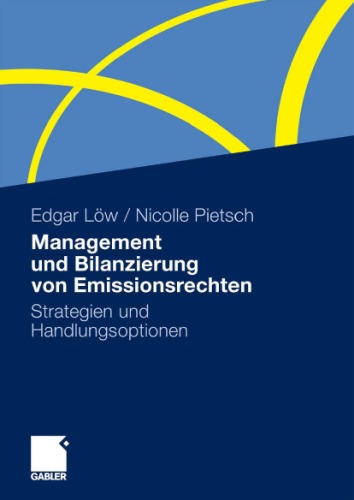 Edgar Löw / Nicolle Pietsch
Management
und Bilanzierung
von Emissionsrechten
Strategien und
Handlungsoptionen
GABLER